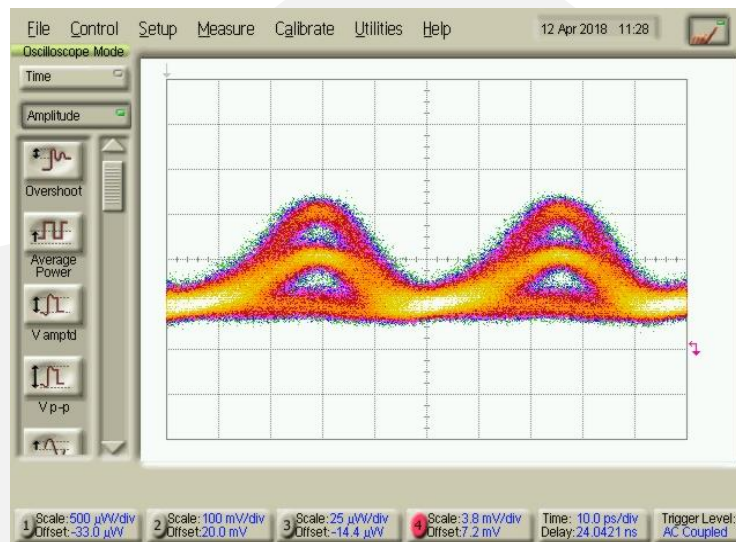 File Control Setup Measure Calibrate Utilities Help 12 Apr 2018 11:28
Oscilloscope Mode
Time
Amplitude
Overshoot
Average
Power
V amptd
V p-p
1 Scale:500 µW/div
Offset:-33.0 µW
2 Scale:100 mV/div
Offset:20.0 mV
3 Scale:25 µW/div
Offset:-14.4 µW
4 Scale:3.8 mV/div
Offset:7.2 mV
Time: 10.0 ps/div
Delay:24.0421 ns
Trigger Level:
AC Coupled